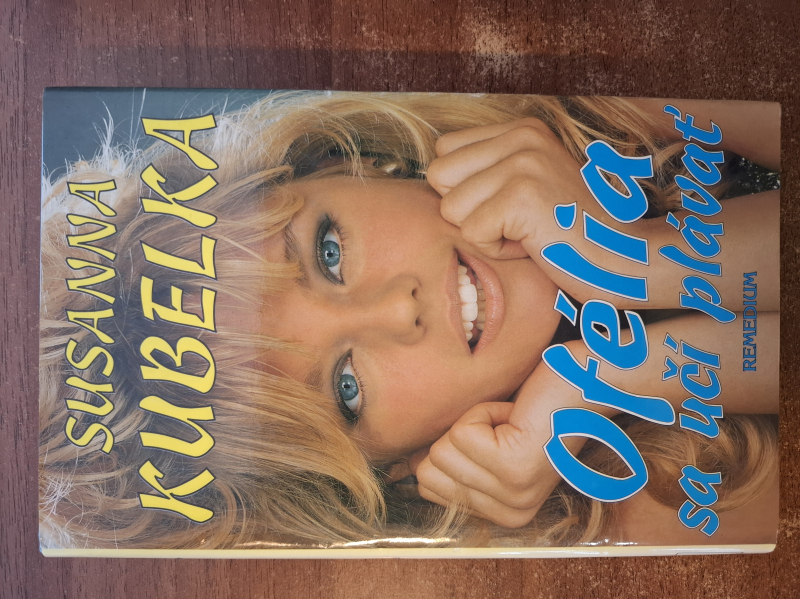 SUSANNA
KUBELKA
Ofélia
sa učí plávať
REMEDIUM